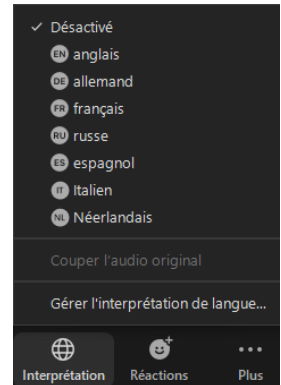 Désactivé
EN anglais
DE allemand
FR français
RU russe
ES espagnol
IT Italien
NL Néerlandais
Couper l'audio original
Gérer l'interprétation de langue...
Interprétation Réactions Plus